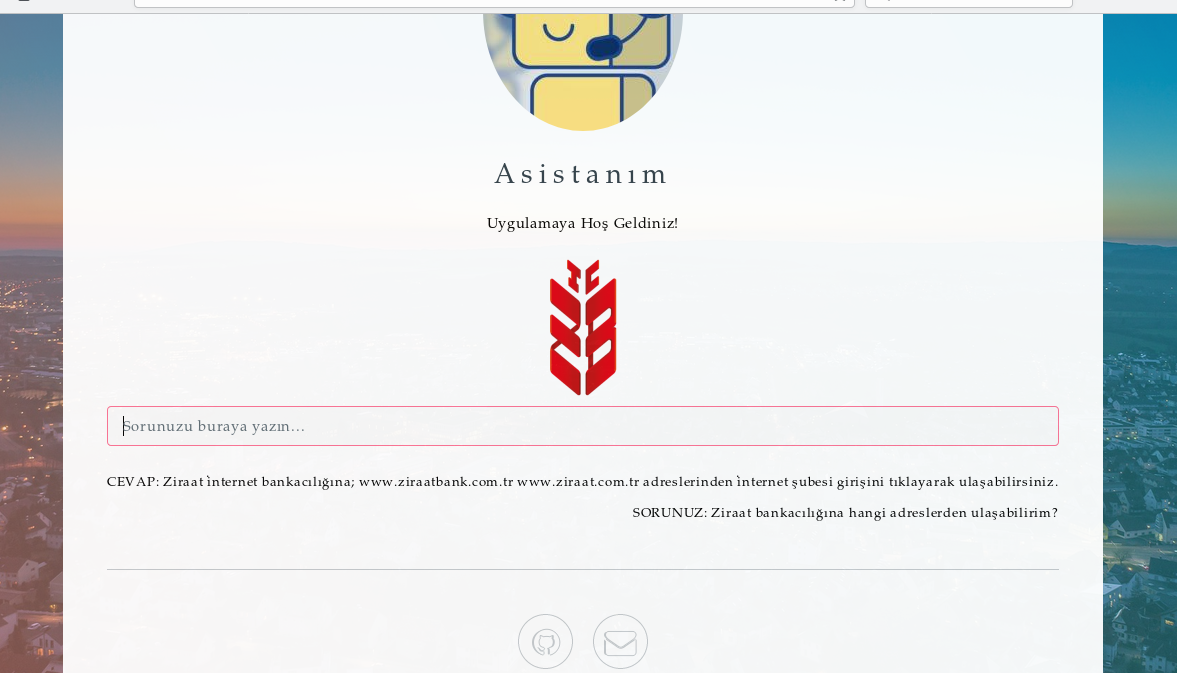 Asistanım
Uygulamaya Hoş Geldiniz!
TC
Sorunuzu buraya yazın...
CEVAP: Ziraat i̇nternet bankacılığına; www.ziraatbank.com.tr www.ziraat.com.tr adreslerinden i̇nternet şubesi girişini tıklayarak ulaşabilirsiniz.
SORUNUZ: Ziraat bankacılığına hangi adreslerden ulaşabilirim?